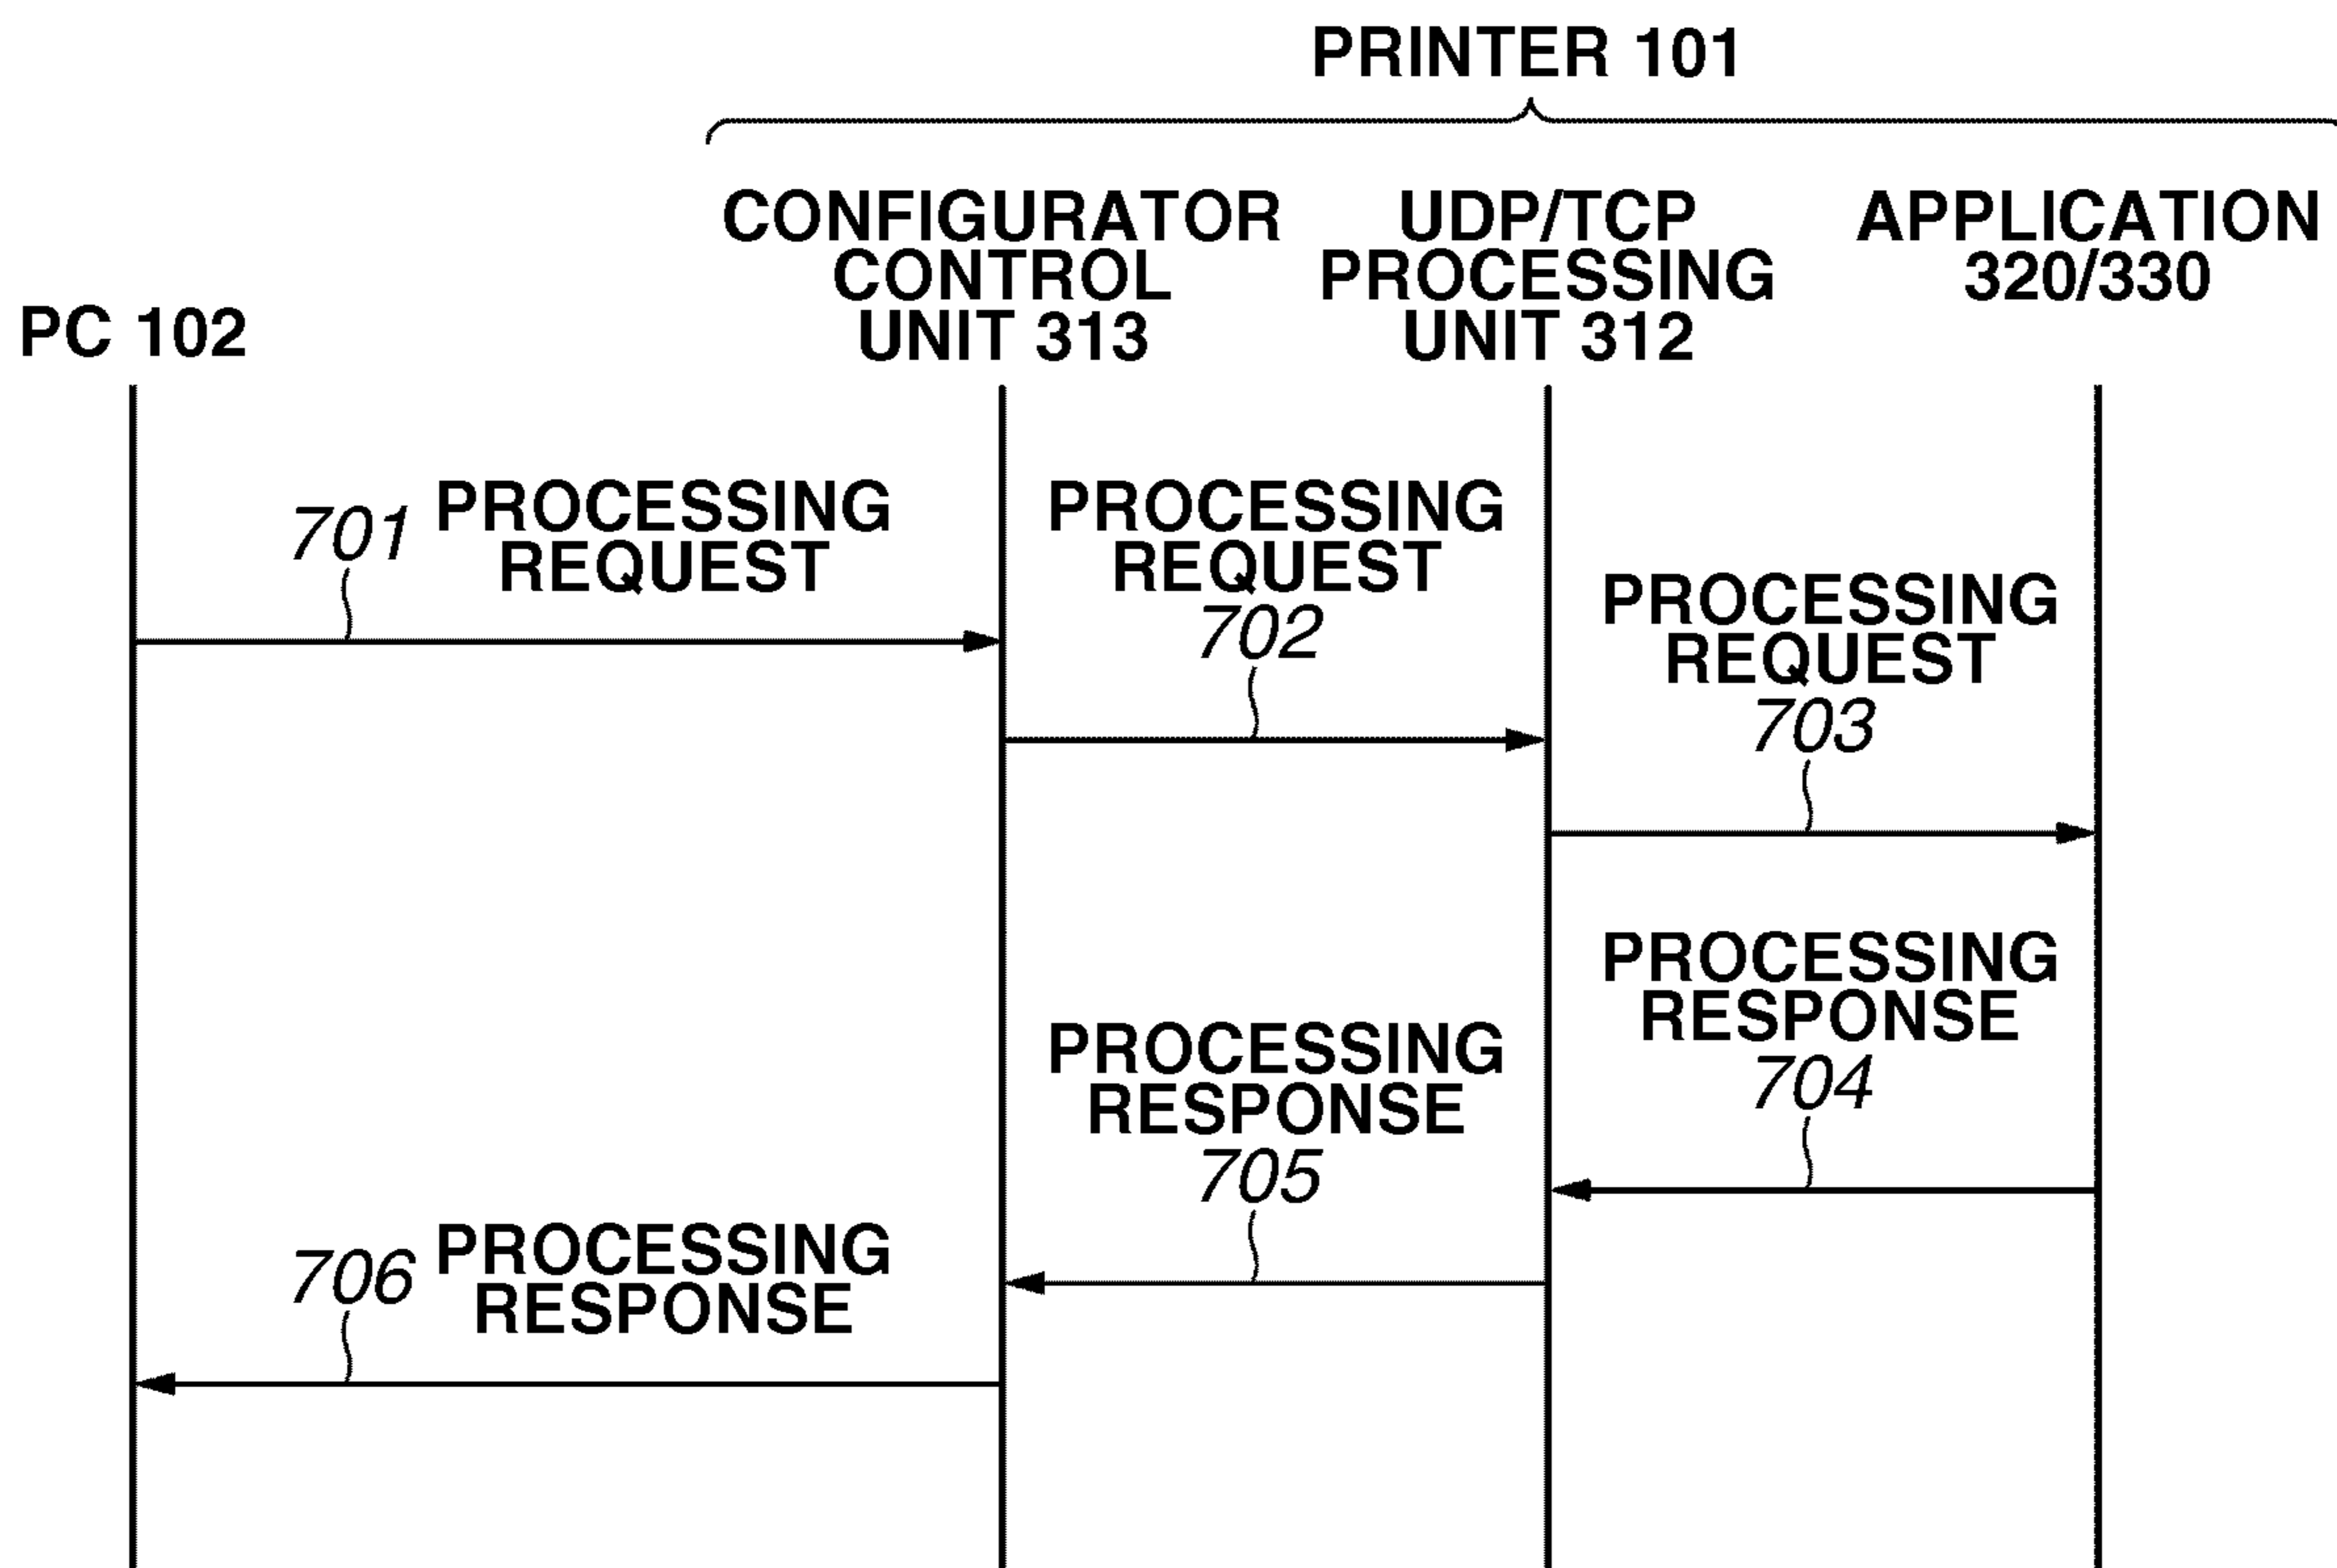 PRINTER 101
CONFIGURATOR
CONTROL
UNIT 313
UDP/TCP
PROCESSING
UNIT 312
APPLICATION
320/330
PC 102
701
PROCESSING
REQUEST
PROCESSING
REQUEST
702
PROCESSING
REQUEST
703
PROCESSING
RESPONSE
704
PROCESSING
RESPONSE
705
706
PROCESSING
RESPONSE